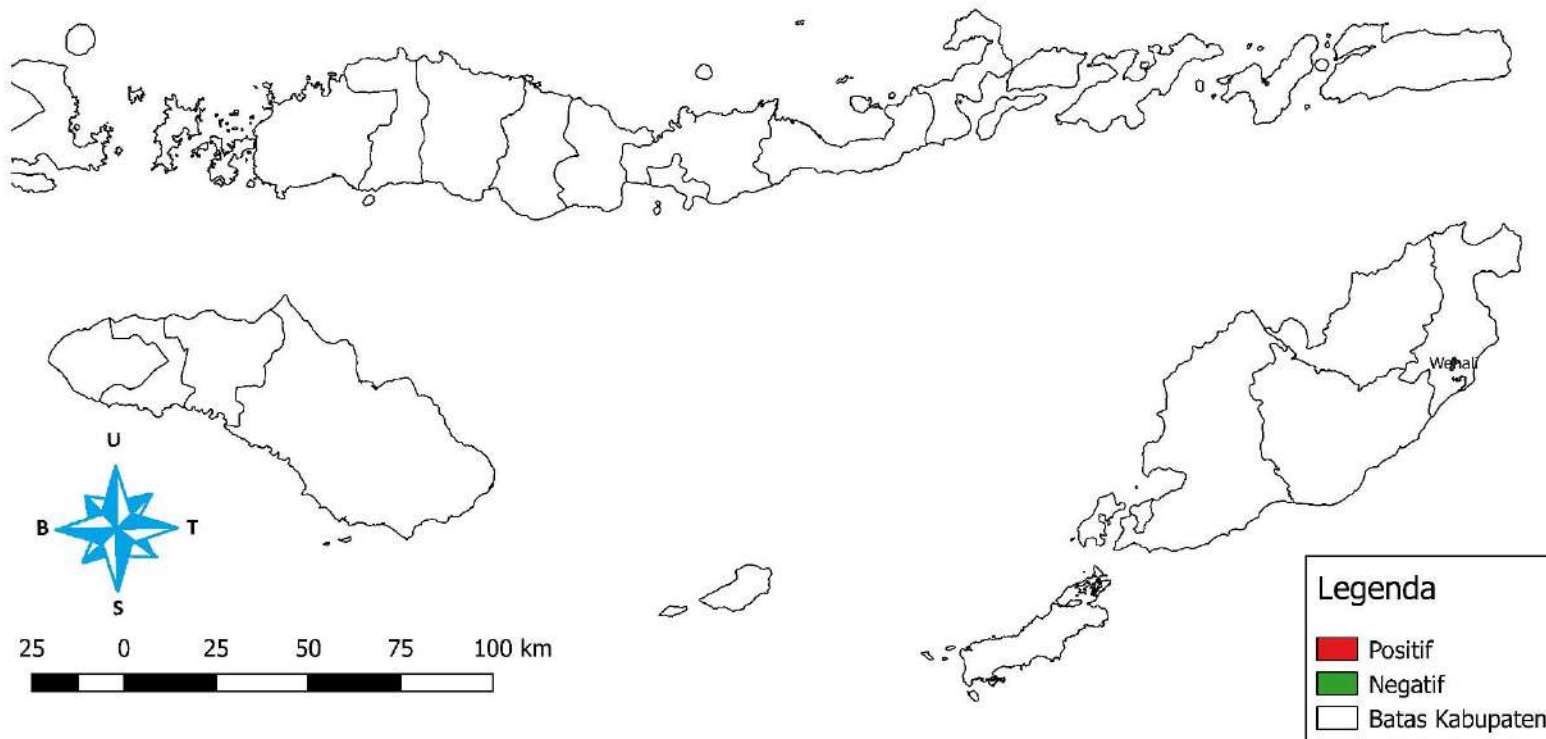 Wehali
U
B
T
S
25 0 25 50 75 100 km
Legenda
Positif
Negatif
Batas Kabupaten